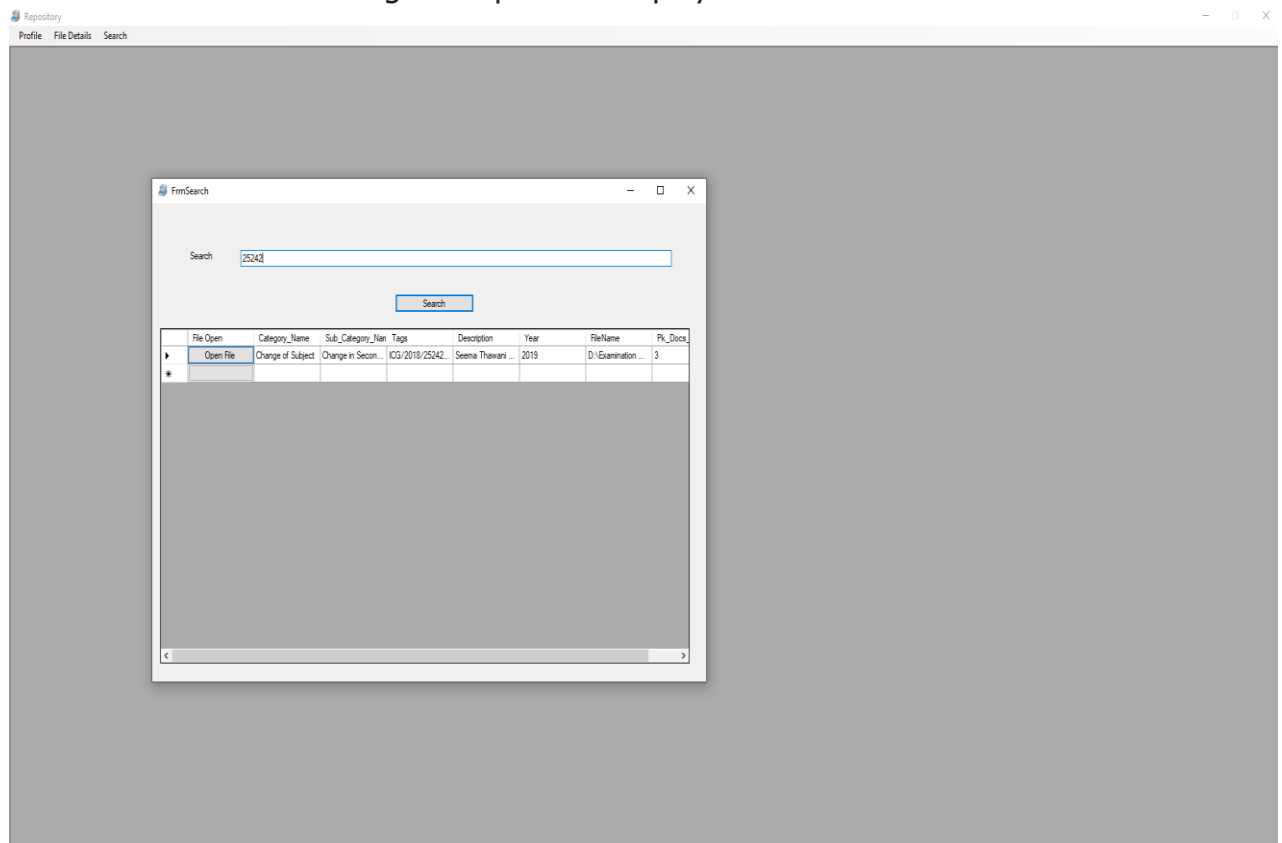 Repository
Profile File Details Search
FrmSearch
Search 25242
Search
File Open Category_Name Sub_Category_Nan Tags Description Year FileName Pk_Docs_
Open File Change of Subject Change in Secon... ICG/2018/25242... Seema Thawani ... 2019 D:\Examination ... 3